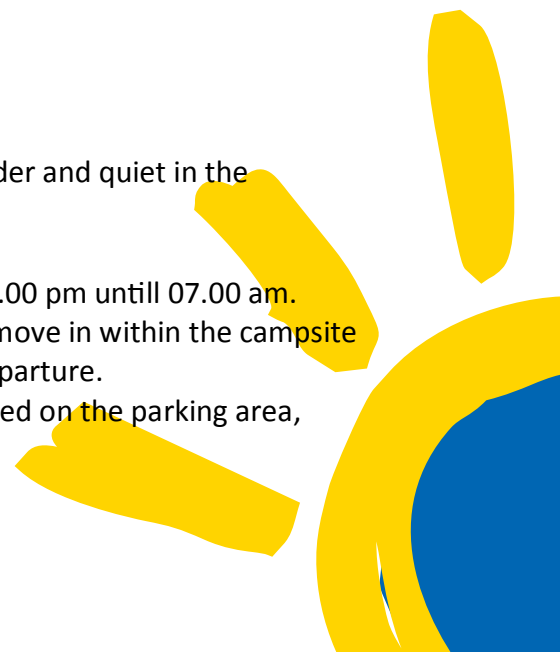 der and quiet in the
.00 pm untill 07.00 am.
move in within the campsite
parture.
ed on the parking area,